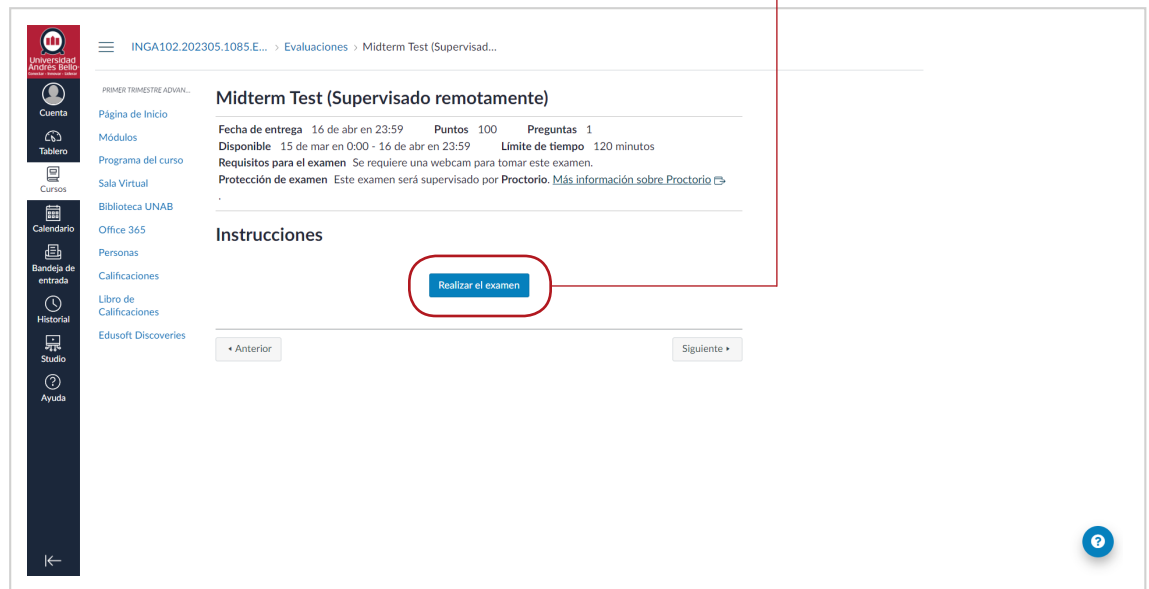 Universidad
Andrés Bello
INGA102.202305.1085.E... > Evaluaciones > Midterm Test (Supervisad...
Cuenta
Tablero
Cursos
Calendario
Bandeja de
entrada
Historial
Studio
Ayuda
PRIMER TRIMESTRE ADVAN...
Página de Inicio
Módulos
Programa del curso
Sala Virtual
Biblioteca UNAB
Office 365
Personas
Calificaciones
Libro de
Calificaciones
Edusoft Discoveries
Midterm Test (Supervisado remotamente)
Fecha de entrega 16 de abr en 23:59 Puntos 100 Preguntas 1
Disponible 15 de mar en 0:00 - 16 de abr en 23:59 Límite de tiempo 120 minutos
Requisitos para el examen Se requiere una webcam para tomar este examen.
Protección de examen Este examen será supervisado por Proctorio. Más información sobre Proctorio
.
Instrucciones
Realizar el examen
◂ Anterior
Siguiente ▸
?